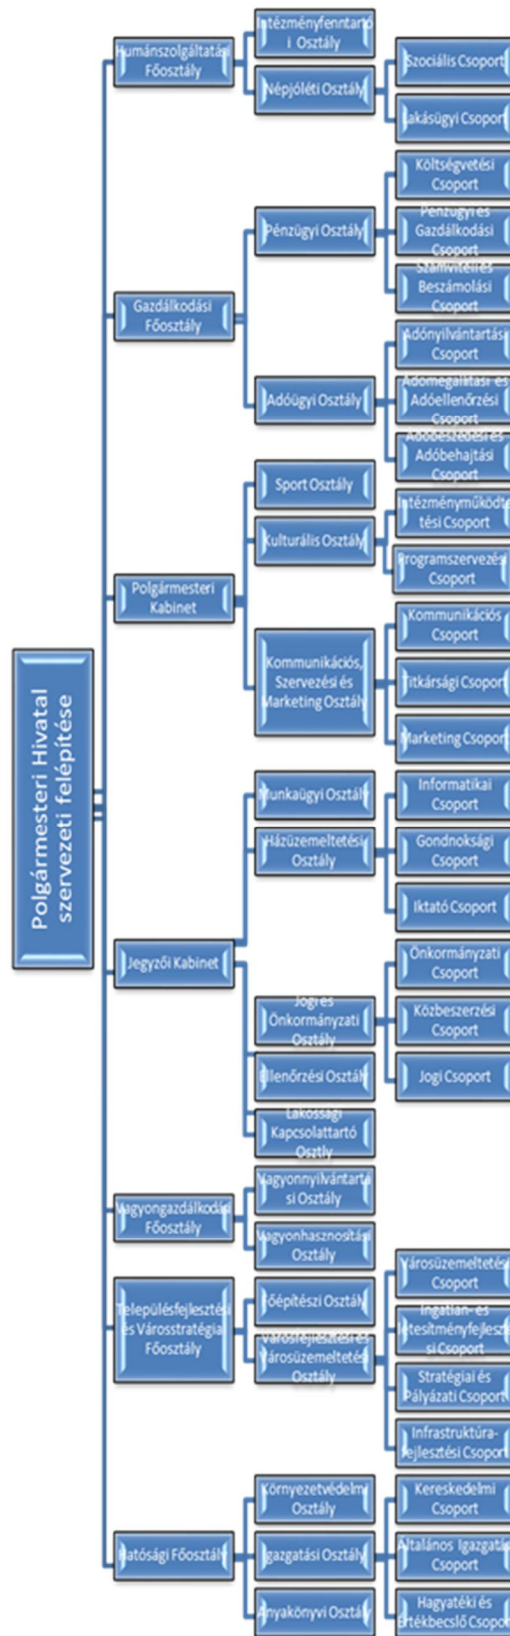 Polgármesteri Hivatal
szervezeti felépítése
Humánszolgáltatási
Főosztály
Intézményfenntartó
i Osztály
Népjóléti Osztály
Szociális Csoport
Lakásügyi Csoport
Gazdálkodási
Főosztály
Pénzügyi Osztály
Költségvetési
Csoport
Pénzügyi és
Gazdálkodási
Csoport
Számviteli és
Beszámolási
Csoport
Adóügyi Osztály
Adónyilvántartási
Csoport
Adómegállítási és
Adóellenőrzési
Csoport
Adóbeszedési és
Adóbehajtási
Csoport
Polgármesteri
Kabinet
Sport Osztály
Kulturális Osztály
Intézményműködte
tési Csoport
Programszervezési
Csoport
Kommunikációs,
Szervezési és
Marketing Osztály
Kommunikációs
Csoport
Titkársági Csoport
Marketing Csoport
Jegyzői Kabinet
Munkaügyi Osztály
Házüzemeltetési
Osztály
Informatikai
Csoport
Gondnoksági
Csoport
Iktató Csoport
Jogi és
Önkormányzati
Osztály
Önkormányzati
Csoport
Közbeszerzési
Csoport
Jogi Csoport
Ellenőrzési Osztály
Lakossági
Kapcsolattartó
Osztly
Vagyongazdálkodási
Főosztály
Vagyonnyilvántartá
si Osztály
Vagyonhasznosítási
Osztály
Településfejlesztési
és Városstratégiai
Főosztály
Főépítészi Osztály
Városfejlesztési és
Városüzemeltetési
Osztály
Városüzemeltetési
Csoport
Ingatlan- és
létesítményfejleszté
si Csoport
Stratégiai és
Pályázati Csoport
Infrastruktúra-
fejlesztési Csoport
Hatósági Főosztály
Környezetvédelmi
Osztály
Igazgatási Osztály
Kereskedelmi
Csoport
Általános Igazgatási
Csoport
Hagyatéki és
Értékbecslő Csoport
Anyakönyvi Osztály